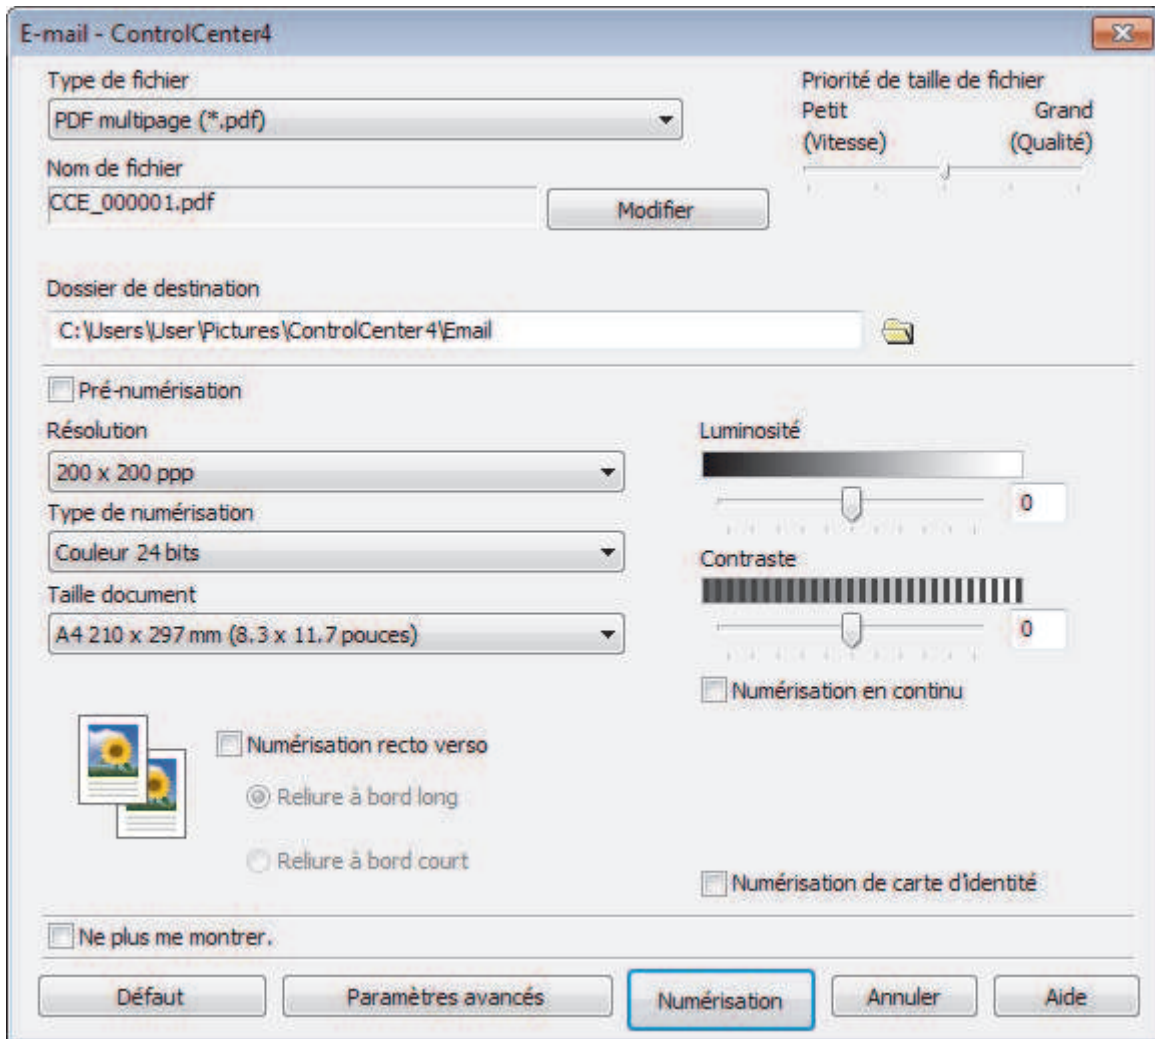 E-mail - ControlCenter4
Type de fichier
PDF multipage (*.pdf)
Priorité de taille de fichier
Petit Grand
(Vitesse) (Qualité)
Nom de fichier
CCE_000001.pdf
Modifier
Dossier de destination
C:\Users\User\Pictures\ControlCenter4\Email
Pré-numérisation
Résolution
200 x 200 ppp
Type de numérisation
Couleur 24 bits
Taille document
A4 210 x 297 mm (8.3 x 11.7 pouces)
Luminosité
0
Contraste
0
Numérisation en continu
Numérisation recto verso
Reliure à bord long
Reliure à bord court
Numérisation de carte d'identité
Ne plus me montrer.
Défaut Paramètres avancés Numérisation Annuler Aide